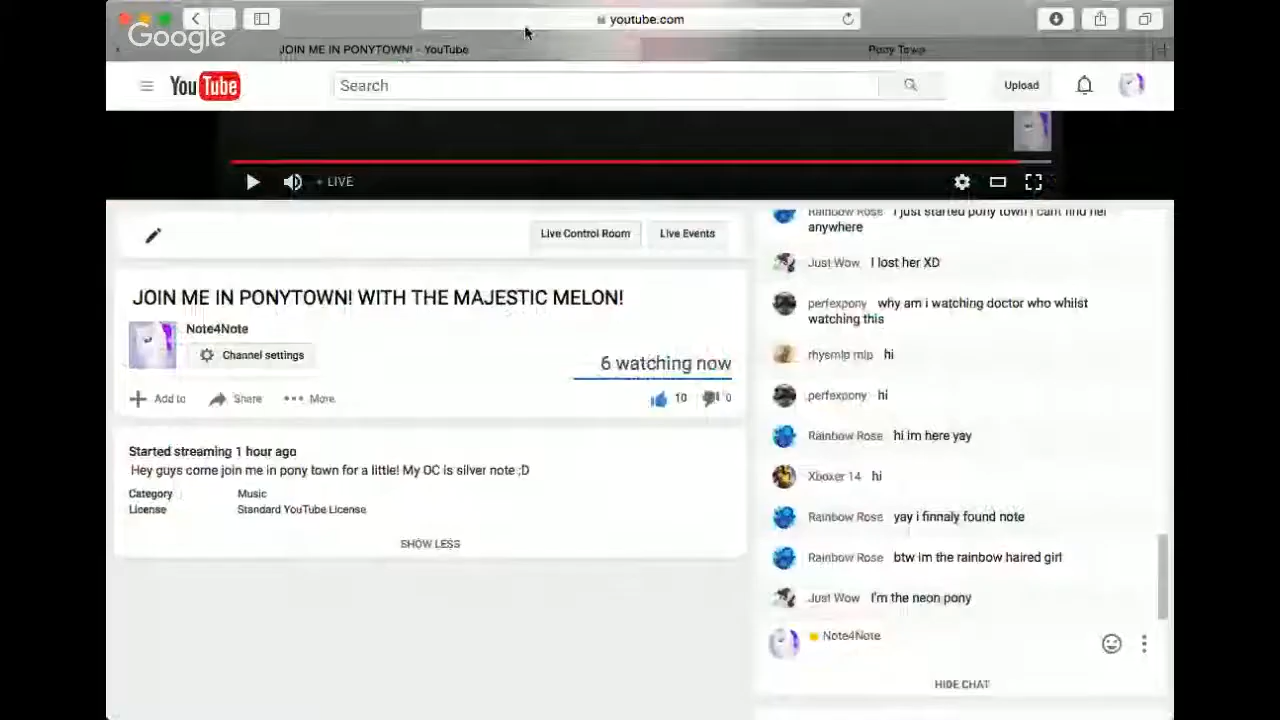 Google
youtube.com
JOIN ME IN PONYTOWN! - YouTube
Pony Town
YouTube
Search
Upload
LIVE
Live Control Room
Live Events
JOIN ME IN PONYTOWN! WITH THE MAJESTIC MELON!
Note4Note
Channel settings
6 watching now
Add to
Share
More
10
0
Started streaming 1 hour ago
Hey guys come join me in pony town for a little! My OC is silver note ;D
Category
Music
License
Standard YouTube License
SHOW LESS
Rainbow Rose I just started pony town i cant find her
anywhere
Just Wow I lost her XD
perfexpony why am i watching doctor who whilst
watching this
rhysmlp mlp hi
perfexpony hi
Rainbow Rose hi im here yay
Xboxer 14 hi
Rainbow Rose yay i finnaly found note
Rainbow Rose btw im the rainbow haired girl
Just Wow I'm the neon pony
Note4Note
HIDE CHAT